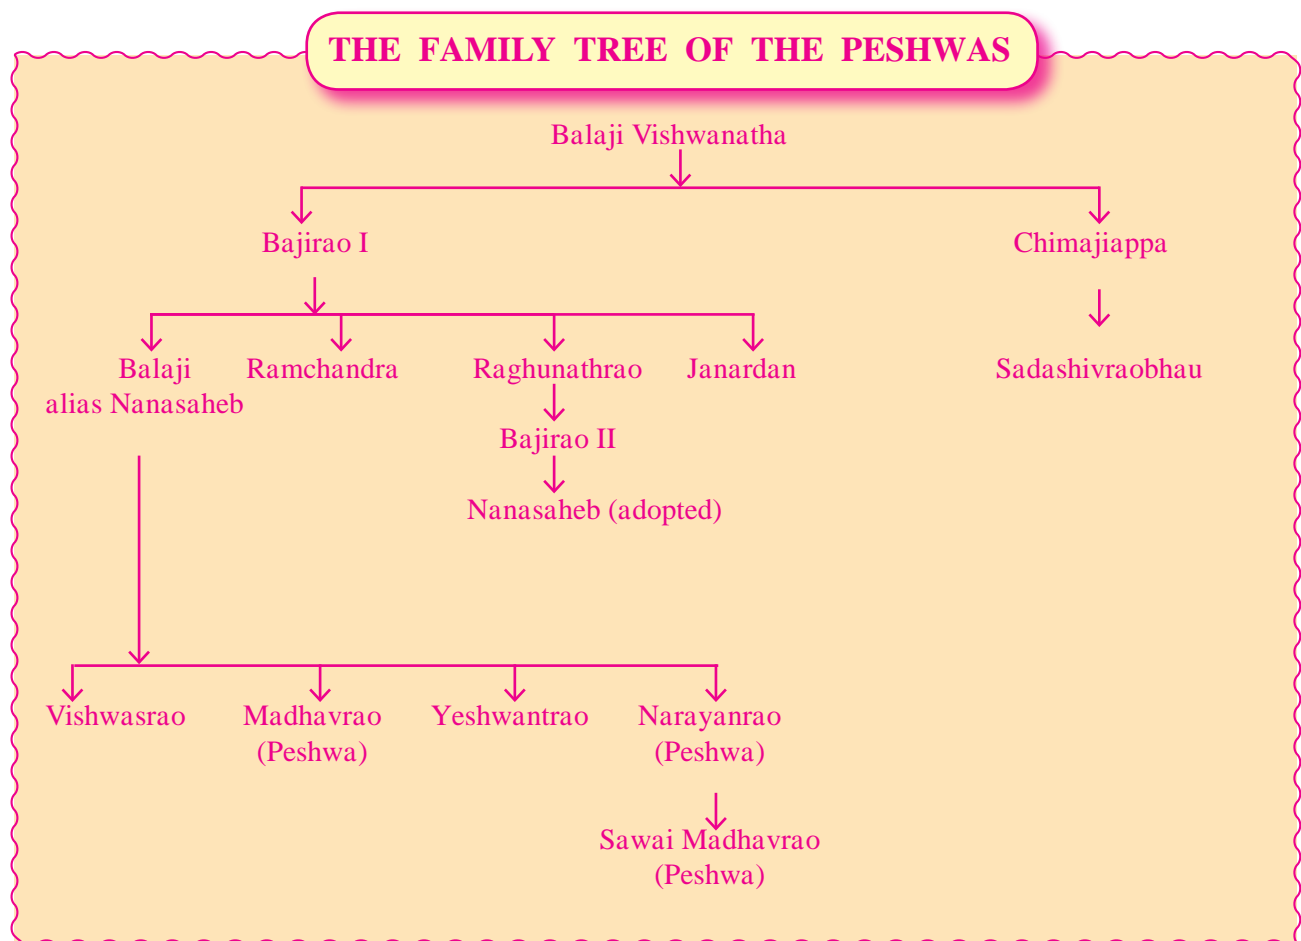 THE FAMILY TREE OF THE PESHWAS
Balaji Vishwanatha
Bajirao I
Chimajiappa
Balaji
alias Nanasaheb
Ramchandra
Raghunathrao
Janardan
Sadashivraobhau
Bajirao II
Nanasaheb (adopted)
Vishwasrao
Madhavrao
(Peshwa)
Yeshwantrao
Narayanrao
(Peshwa)
Sawai Madhavrao
(Peshwa)